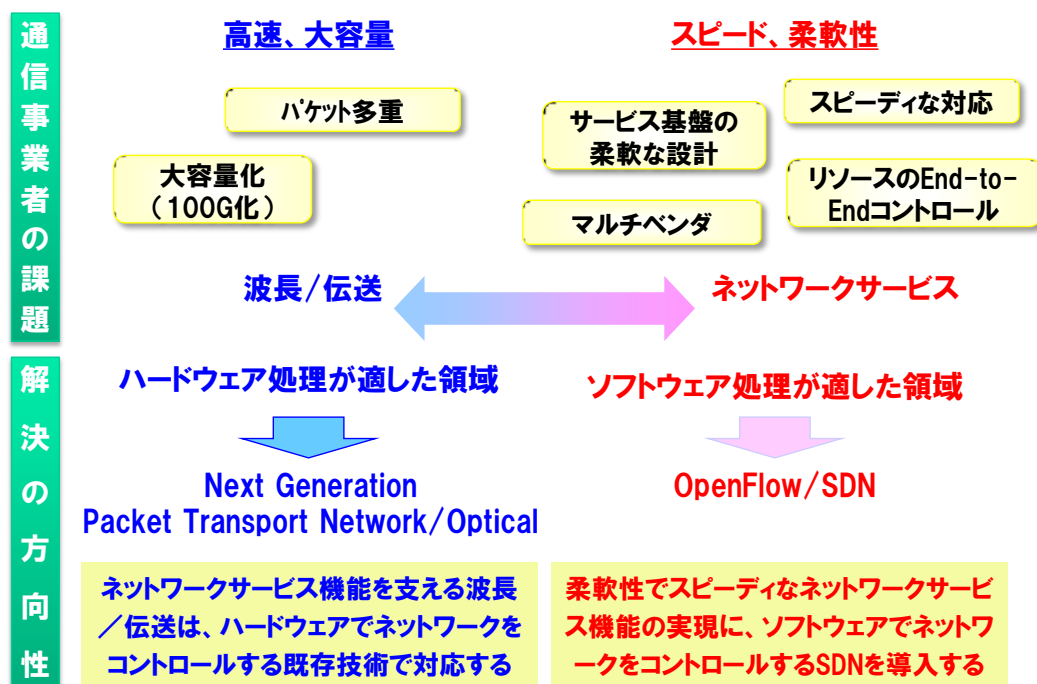 通信事業者の課題
高速、大容量
スピード、柔軟性
パケット多重
大容量化
（100G化）
サービス基盤の
柔軟な設計
スピーディな対応
マルチベンダ
リソースのEnd-to-
Endコントロール
波長/伝送
ネットワークサービス
解決の方向性
ハードウェア処理が適した領域
ソフトウェア処理が適した領域
Next Generation
Packet Transport Network/Optical
OpenFlow/SDN
ネットワークサービス機能を支える波長
／伝送は、ハードウェアでネットワークを
コントロールする既存技術で対応する
柔軟性でスピーディなネットワークサービ
ス機能の実現に、ソフトウェアでネットワ
ークをコントロールするSDNを導入する